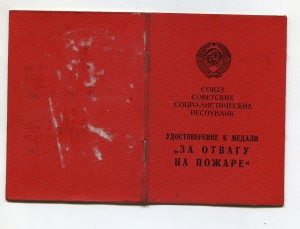 СОЮЗ
СОВЕТСКИХ
СОЦИАЛИСТИЧЕСКИХ
РЕСПУБЛИК
УДОСТОВЕРЕНИЕ К МЕДАЛИ
„ЗА ОТВАГУ
НА ПОЖАРЕ“